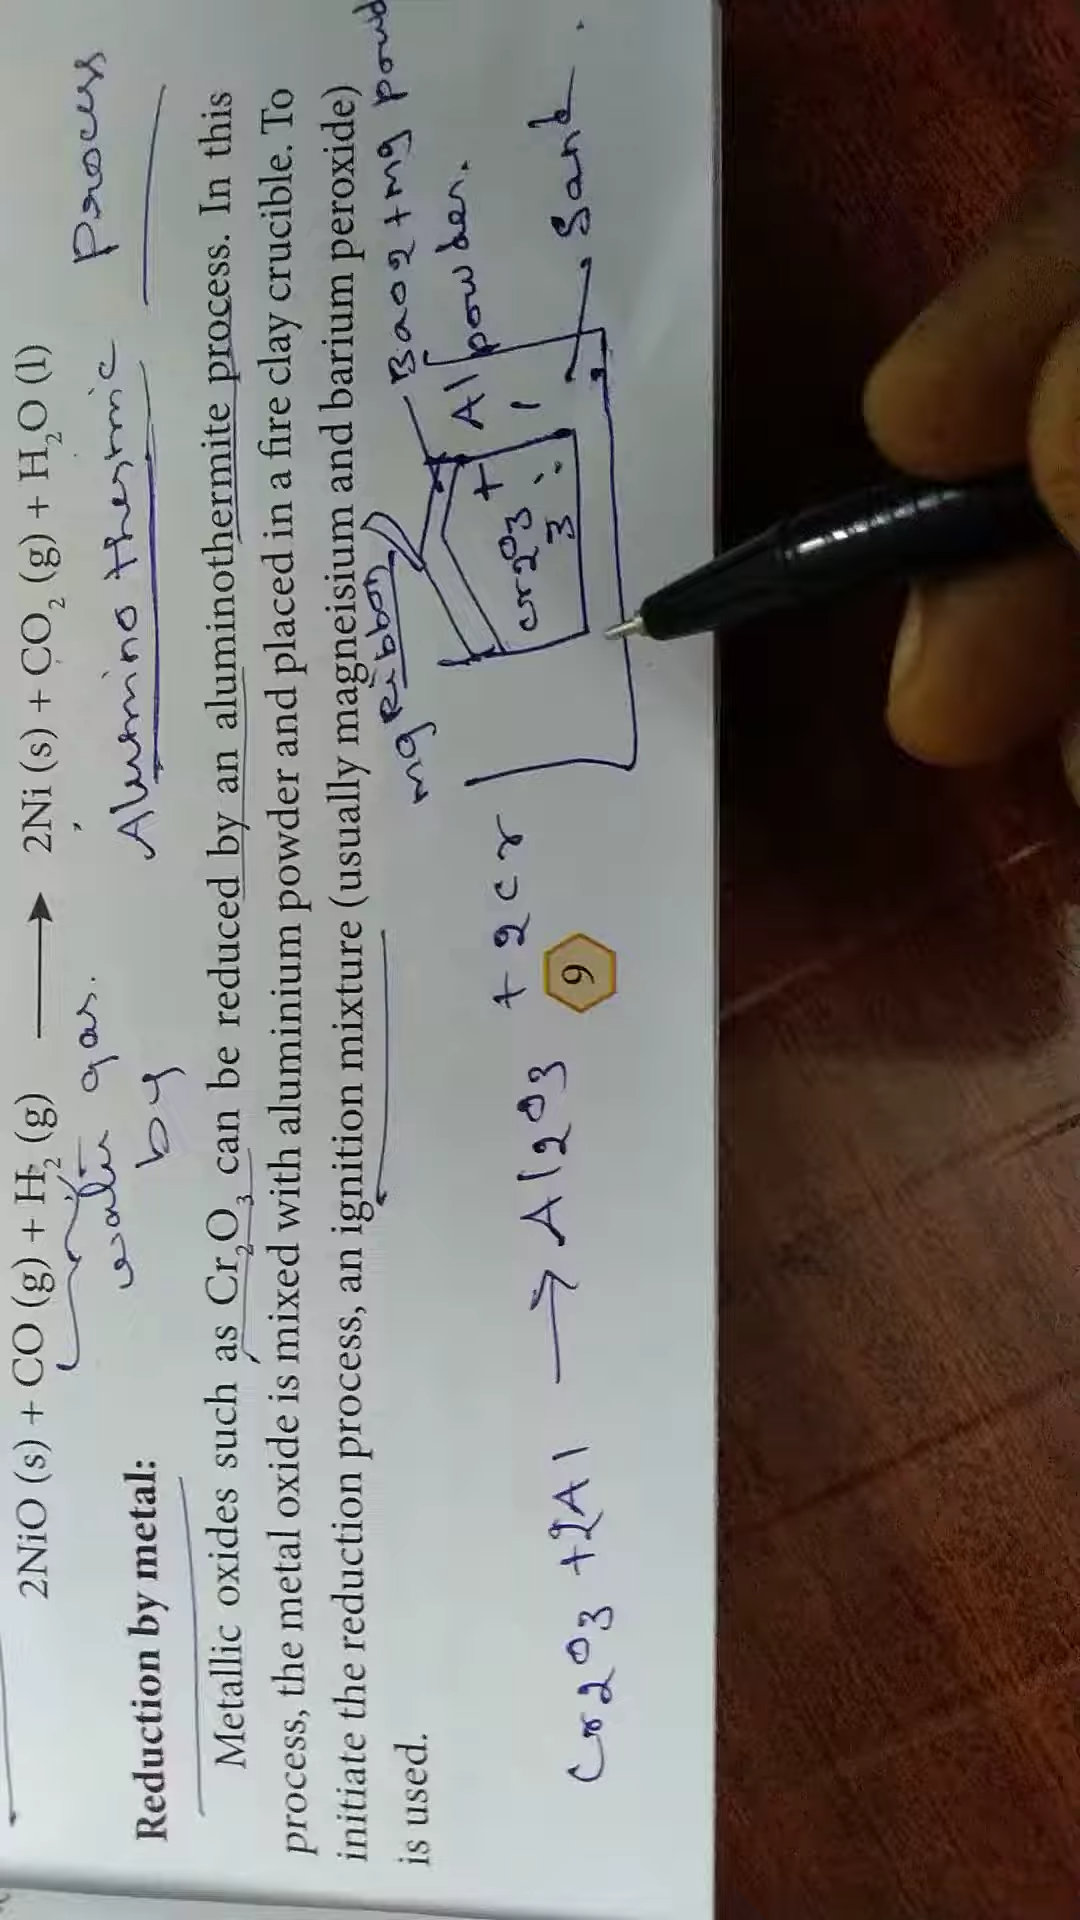 2NiO (s) + CO (g) + H₂ (g) ⟶ 2Ni (s) + CO₂ (g) + H₂O (l)
water gas.
Reduction by metal:
by Alumino thermic Process
Metallic oxides such as Cr₂O₃ can be reduced by an aluminothermite process. In this
process, the metal oxide is mixed with aluminium powder and placed in a fire clay crucible. To
initiate the reduction process, an ignition mixture (usually magneisium and barium peroxide)
is used.
mg Ribbon
BaO2 + mg powd
Cr2O3 + Al powder.
3 : 1
Sand.
Cr2O3 + 2Al → Al2O3 + 2Cr
9